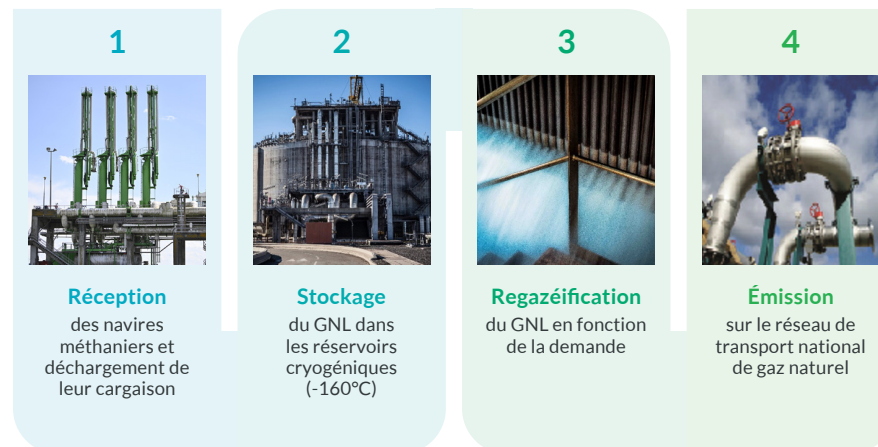 1
Réception
des navires
méthaniers et
déchargement de
leur cargaison
2
Stockage
du GNL dans
les réservoirs
cryogéniques
(-160°C)
3
Regazéification
du GNL en fonction
de la demande
4
Émission
sur le réseau de
transport national
de gaz naturel